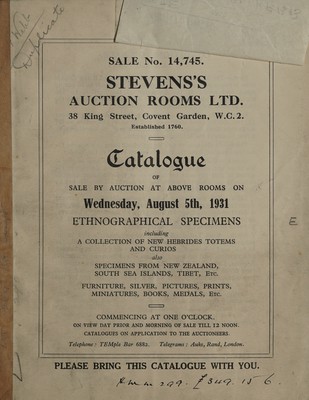 Duplicate
SALE No. 14,745.
STEVENS'S
AUCTION ROOMS LTD.
38 King Street, Covent Garden, W.C.2.
Established 1760.
Catalogue
OF
SALE BY AUCTION AT ABOVE ROOMS ON
Wednesday, August 5th, 1931
ETHNOGRAPHICAL SPECIMENS
including
A COLLECTION OF NEW HEBRIDES TOTEMS
AND CURIOS
also
SPECIMENS FROM NEW ZEALAND,
SOUTH SEA ISLANDS, TIBET, Etc.
FURNITURE, SILVER, PICTURES, PRINTS,
MINIATURES, BOOKS, MEDALS, Etc.
COMMENCING AT ONE O'CLOCK.
ON VIEW DAY PRIOR AND MORNING OF SALE TILL 12 NOON.
CATALOGUES ON APPLICATION TO THE AUCTIONEERS.
Telephone: TEMple Bar 6882. Telegrams: Auks, Rand, London.
PLEASE BRING THIS CATALOGUE WITH YOU.
£349. 15 6.
E